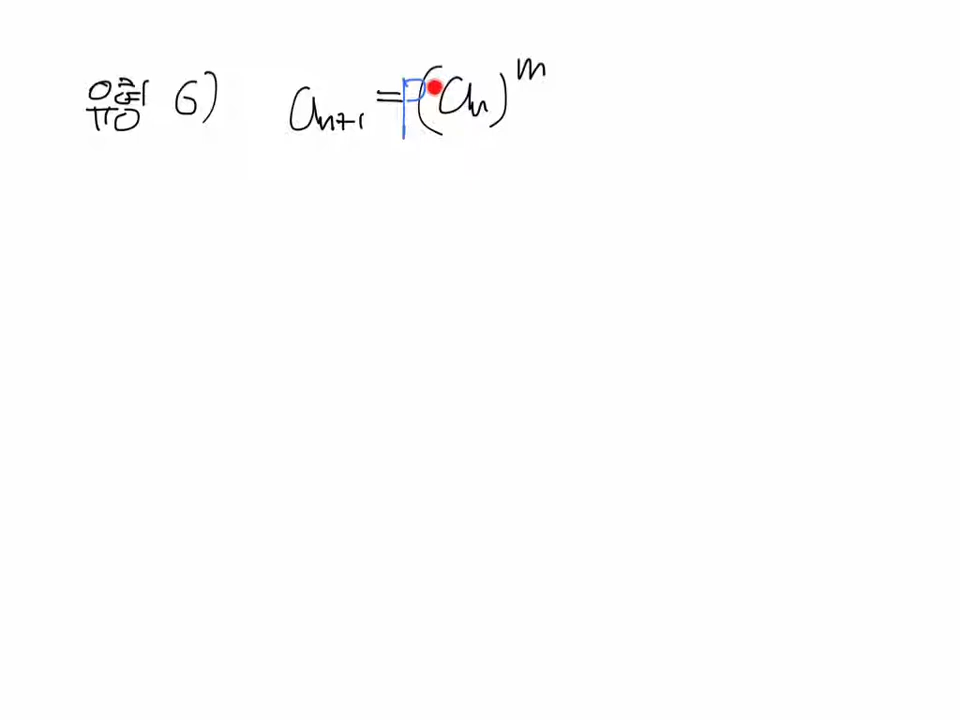 유형 6) a_{n+1} = p(a_n)^m